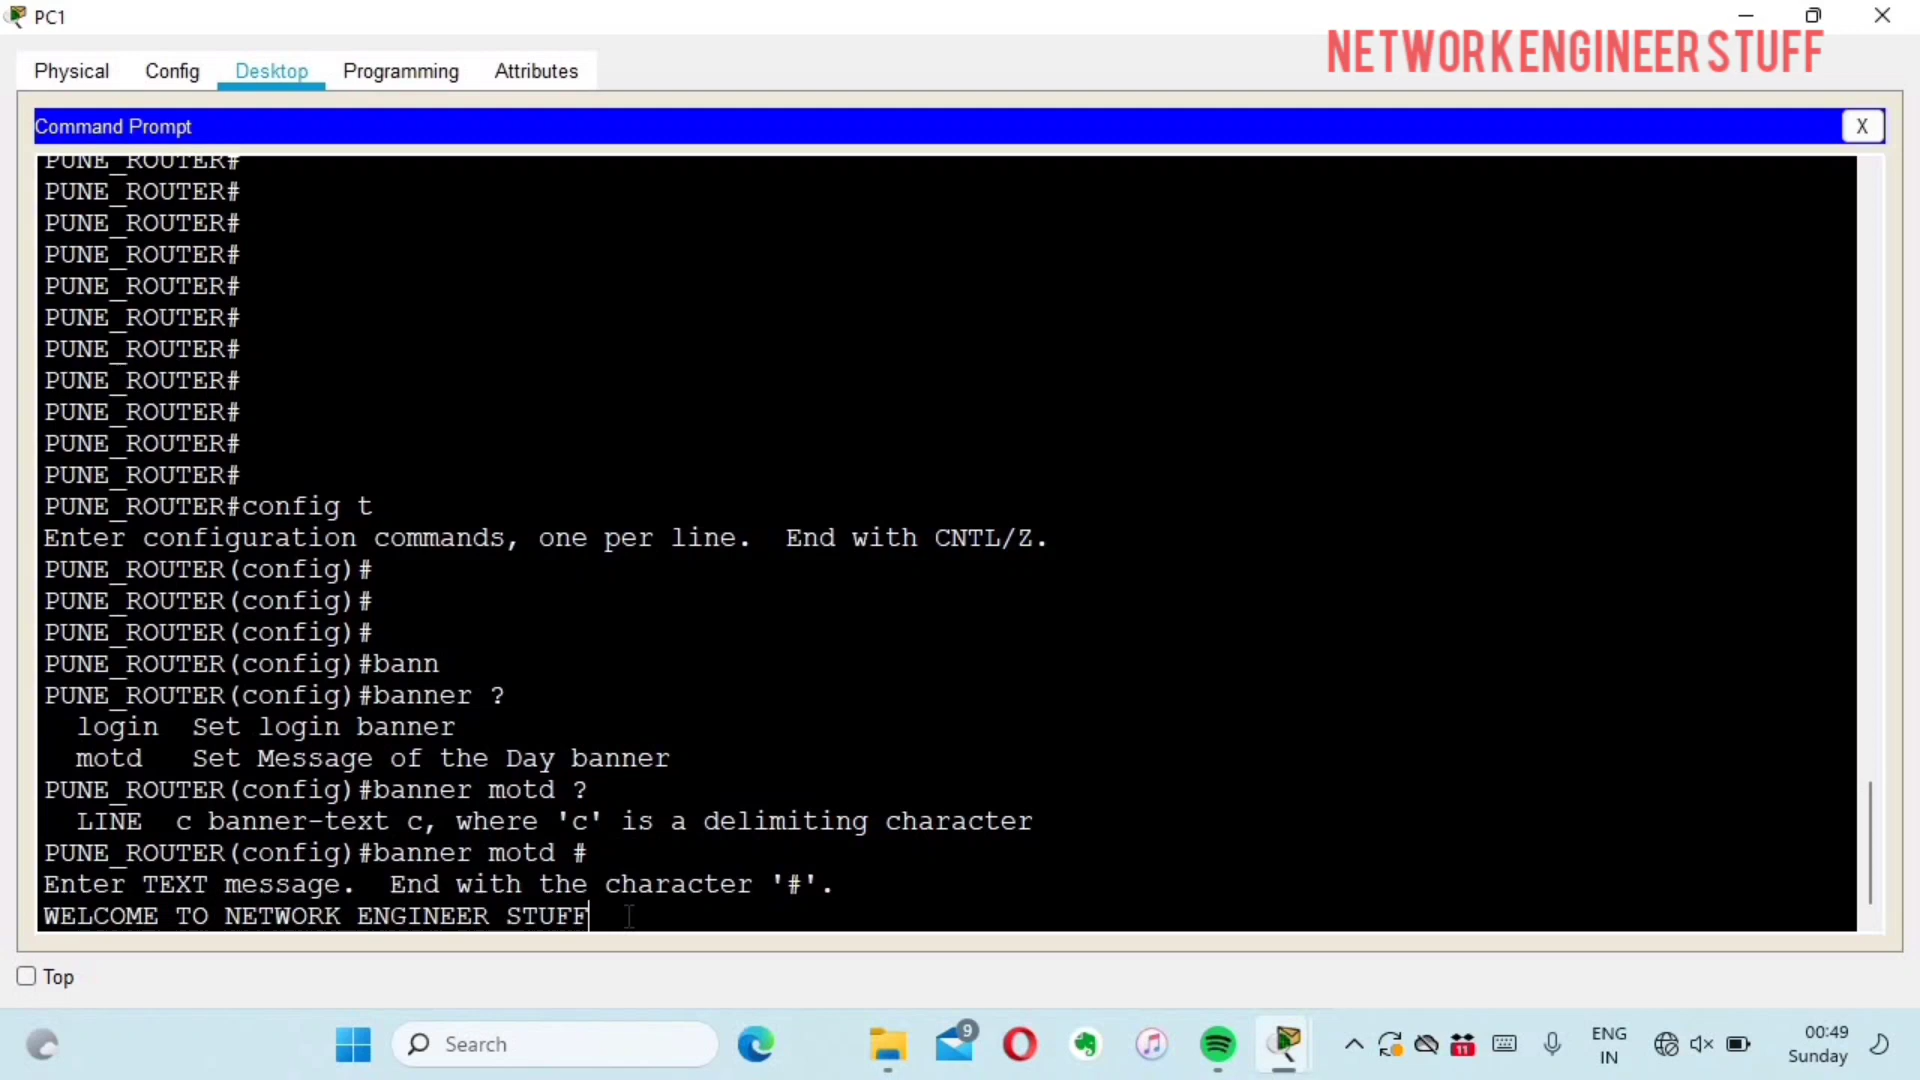 PC1
NETWORK ENGINEER STUFF
Physical Config Desktop Programming Attributes
Command Prompt
X
PUNE_ROUTER#
PUNE_ROUTER#
PUNE_ROUTER#
PUNE_ROUTER#
PUNE_ROUTER#
PUNE_ROUTER#
PUNE_ROUTER#
PUNE_ROUTER#
PUNE_ROUTER#
PUNE_ROUTER#
PUNE_ROUTER#
PUNE_ROUTER#config t
Enter configuration commands, one per line.  End with CNTL/Z.
PUNE_ROUTER(config)#
PUNE_ROUTER(config)#
PUNE_ROUTER(config)#
PUNE_ROUTER(config)#bann
PUNE_ROUTER(config)#banner ?
  login  Set login banner
  motd   Set Message of the Day banner
PUNE_ROUTER(config)#banner motd ?
  LINE  c banner-text c, where 'c' is a delimiting character
PUNE_ROUTER(config)#banner motd #
Enter TEXT message.  End with the character '#'.
WELCOME TO NETWORK ENGINEER STUFF
Top
Search
9
11
ENG
IN
00:49
Sunday